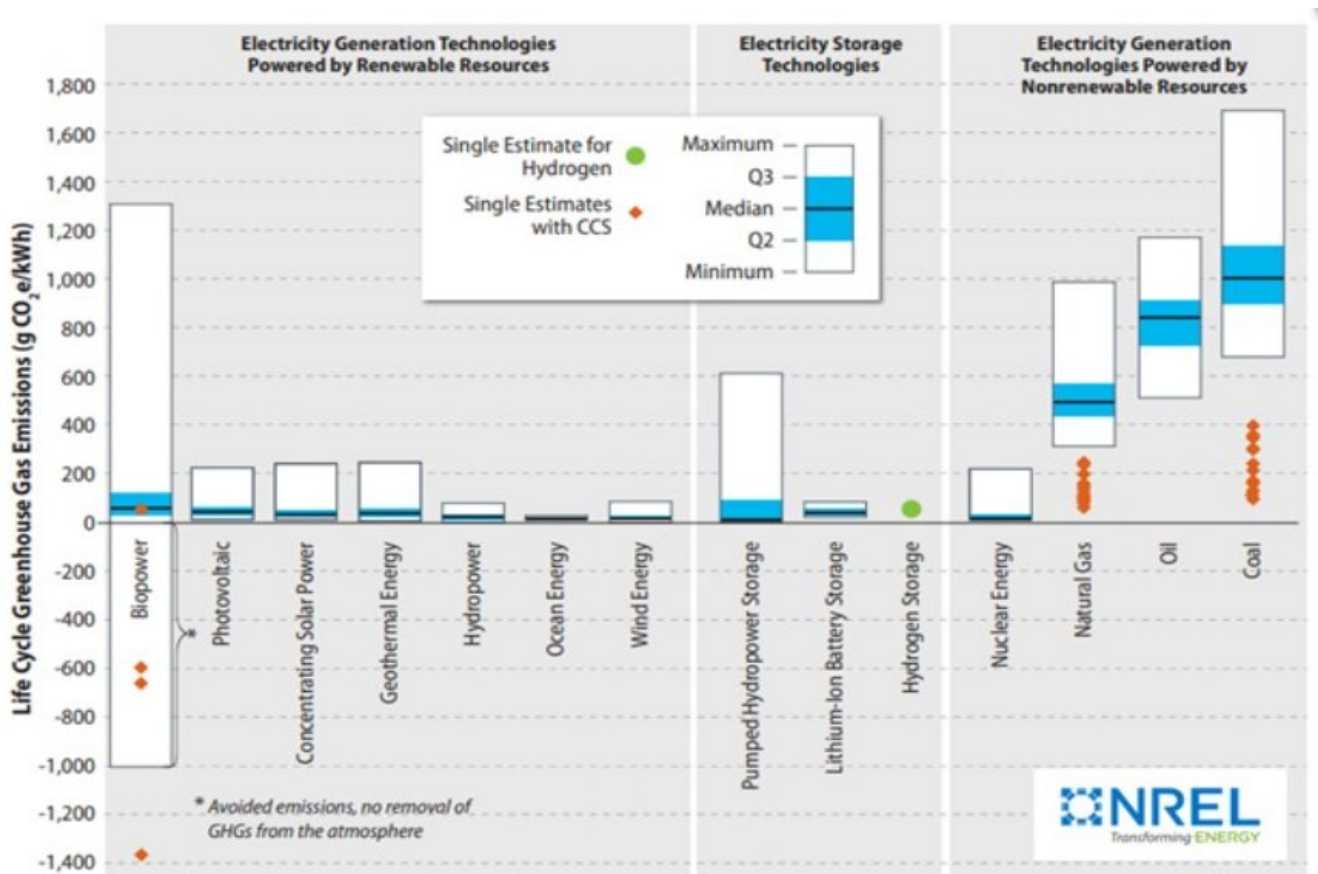 Electricity Generation Technologies
Powered by Renewable Resources
Electricity Storage
Technologies
Electricity Generation
Technologies Powered by
Nonrenewable Resources
Life Cycle Greenhouse Gas Emissions (g CO₂e/kWh)
1,800
1,600
1,400
1,200
1,000
800
600
400
200
0
-200
-400
-600
-800
-1,000
-1,200
-1,400
Single Estimate for
Hydrogen
Single Estimates
with CCS
Maximum
Q3
Median
Q2
Minimum
Biopower
*
Photovoltaic
Concentrating Solar Power
Geothermal Energy
Hydropower
Ocean Energy
Wind Energy
Pumped Hydropower Storage
Lithium-Ion Battery Storage
Hydrogen Storage
Nuclear Energy
Natural Gas
Oil
Coal
* Avoided emissions, no removal of
GHGs from the atmosphere
NREL
Transforming ENERGY